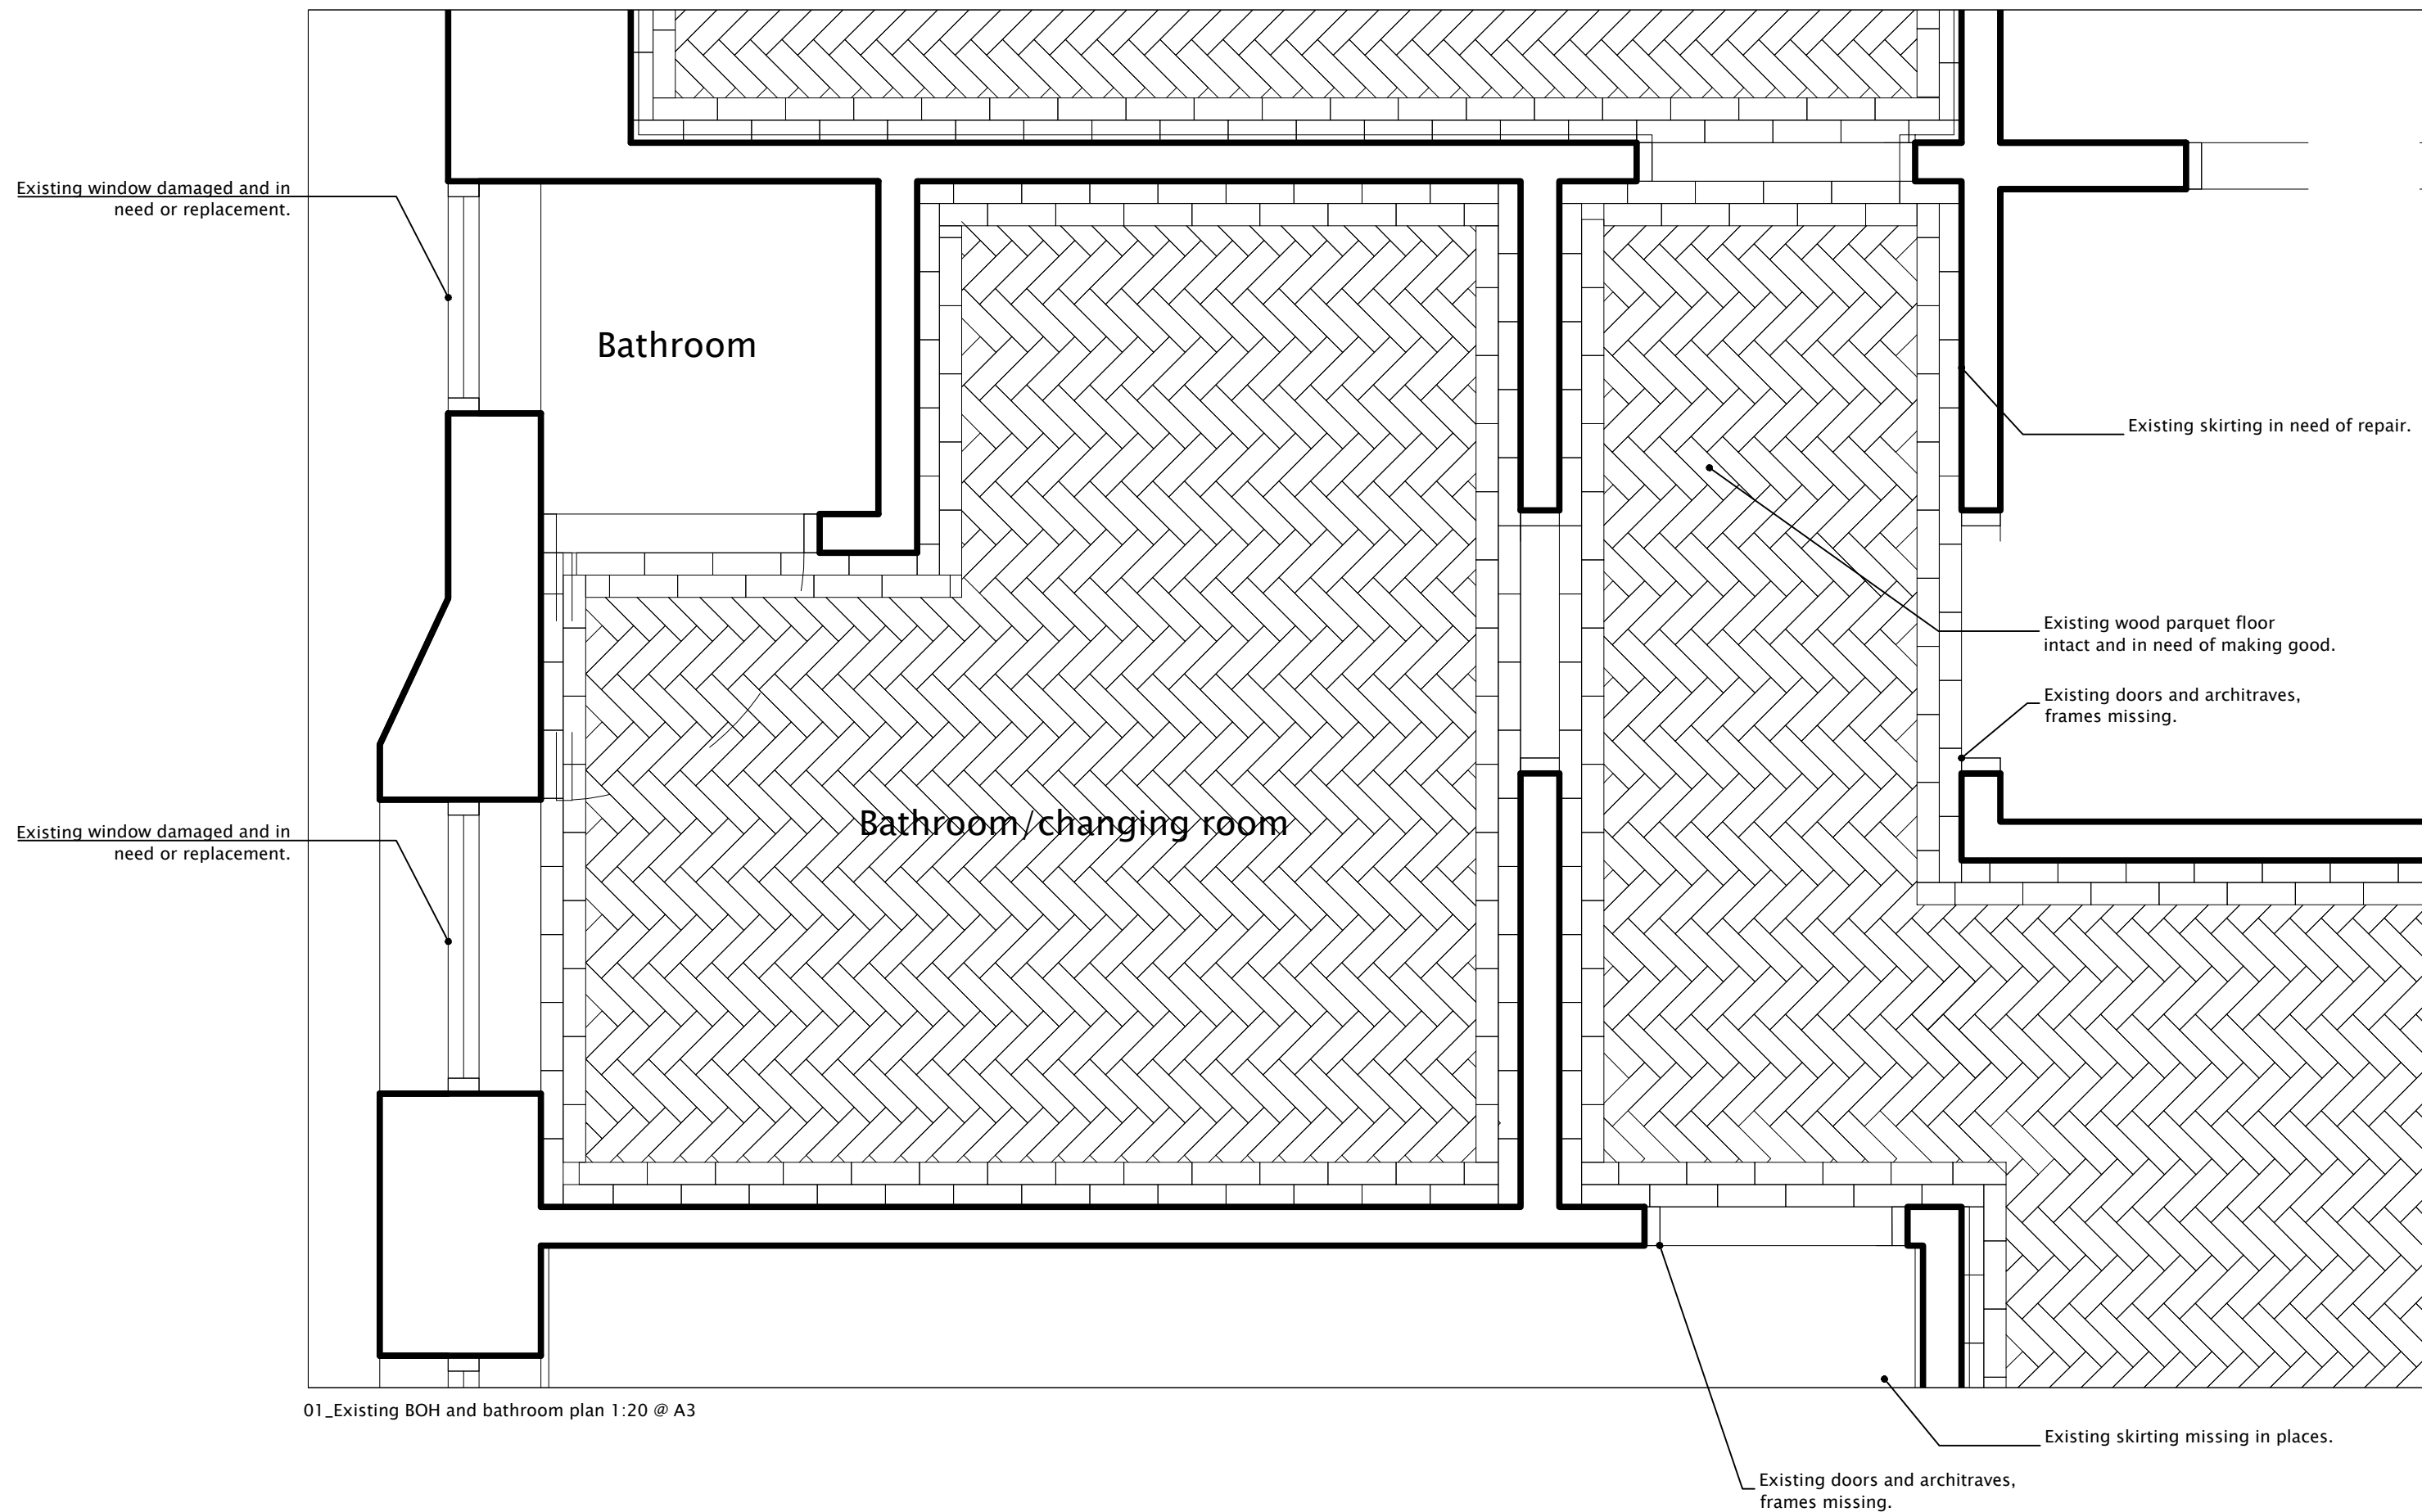 Existing window damaged and in
need or replacement.
Bathroom
Existing skirting in need of repair.
Existing wood parquet floor
intact and in need of making good.
Existing doors and architraves,
frames missing.
Bathroom/changing room
Existing window damaged and in
need or replacement.
01_Existing BOH and bathroom plan 1:20 @ A3
Existing skirting missing in places.
Existing doors and architraves,
frames missing.